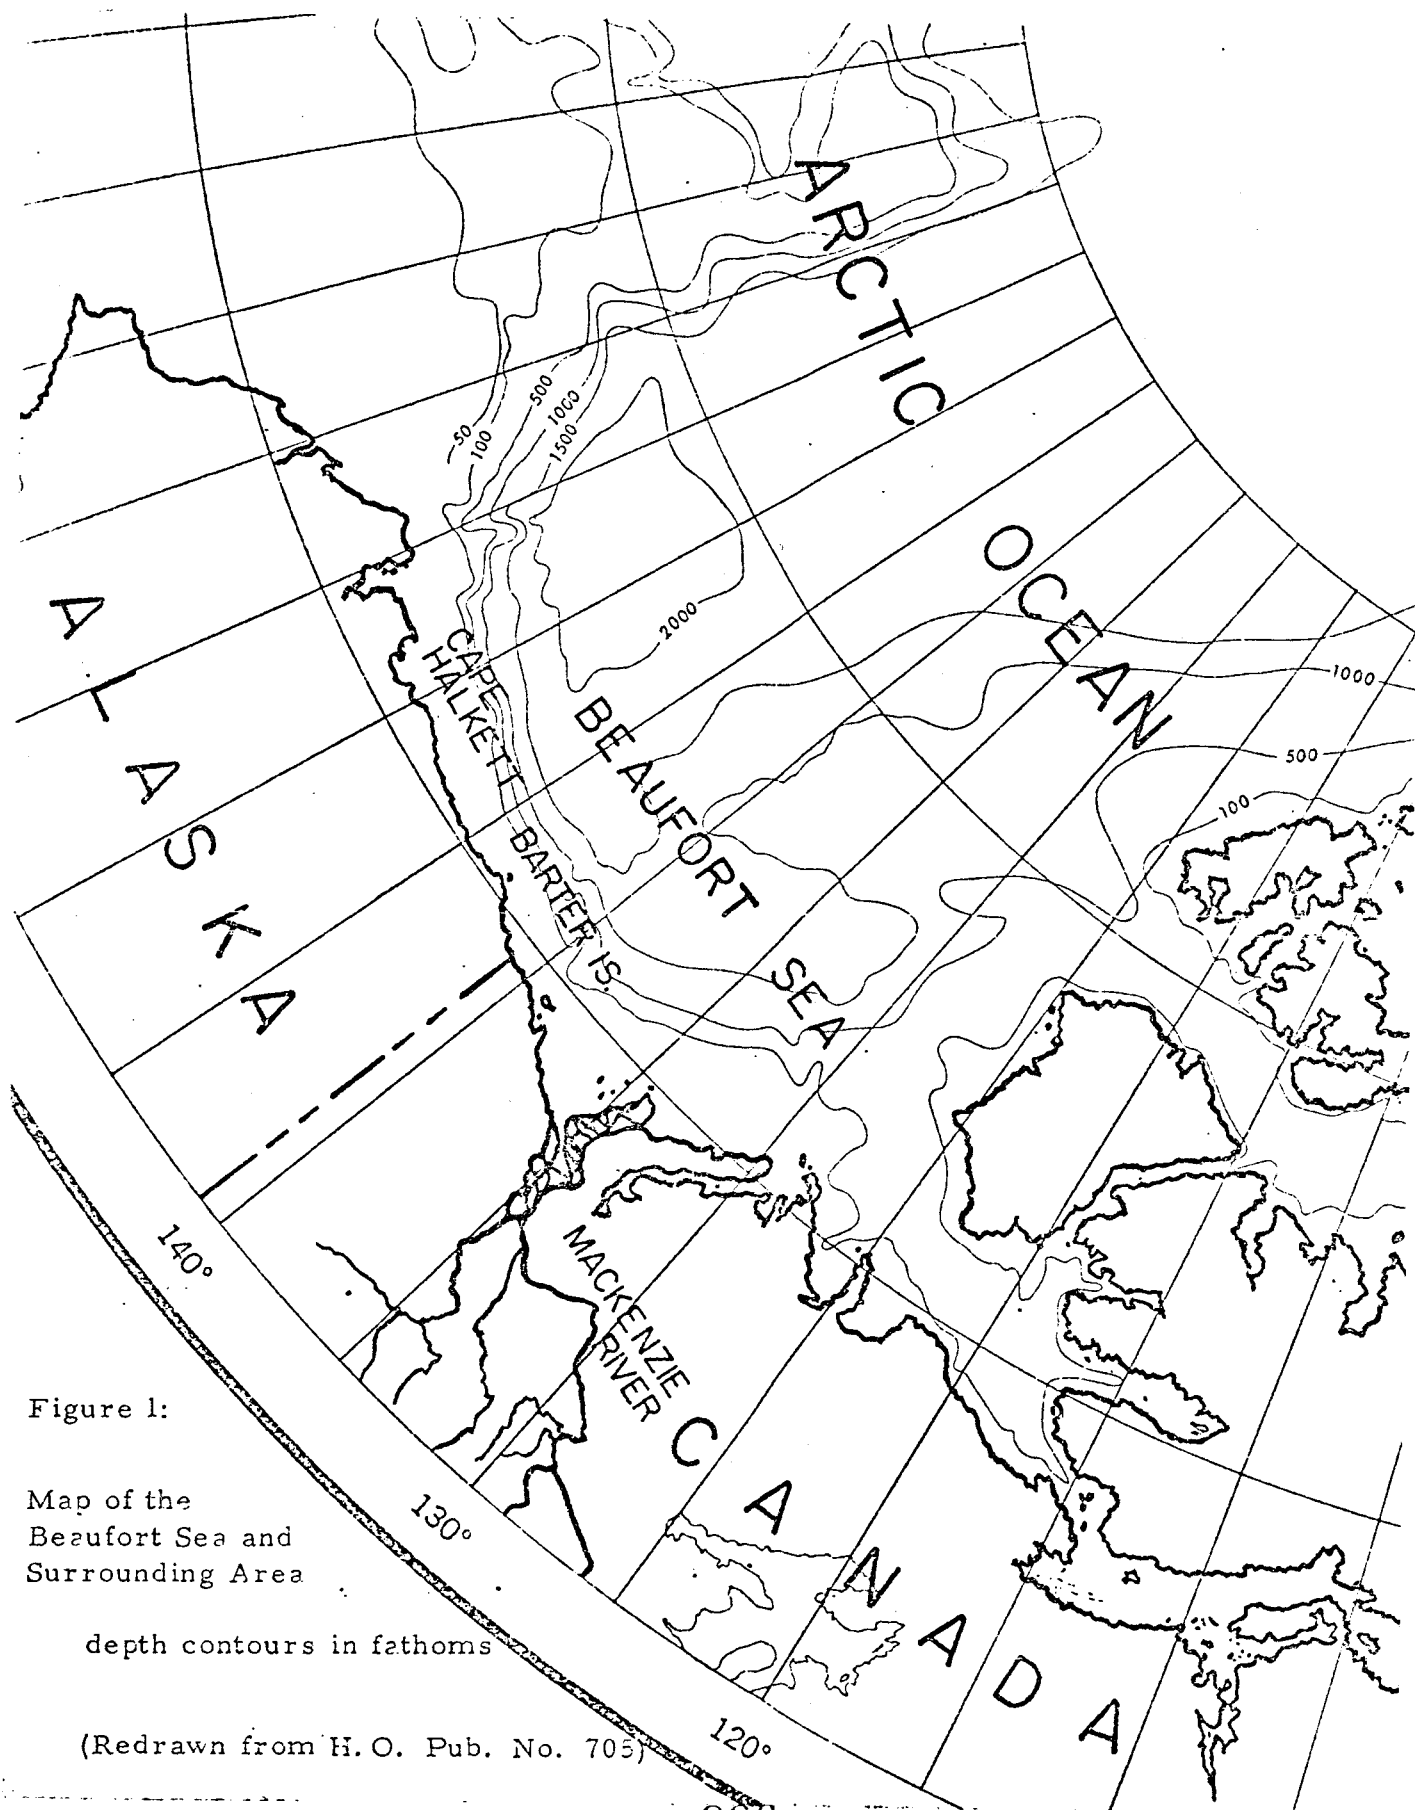 ARCTIC
OCEAN
50
100
500
1000
1500
2000
1000
500
100
ALASKA
CAPE
HALKETT
BEAUFORT
SEA
BARTER IS.
MACKENZIE
RIVER
CANADA
140°
130°
120°
Figure 1:
Map of the
Beaufort Sea and
Surrounding Area
depth contours in fathoms
(Redrawn from H. O. Pub. No. 705)